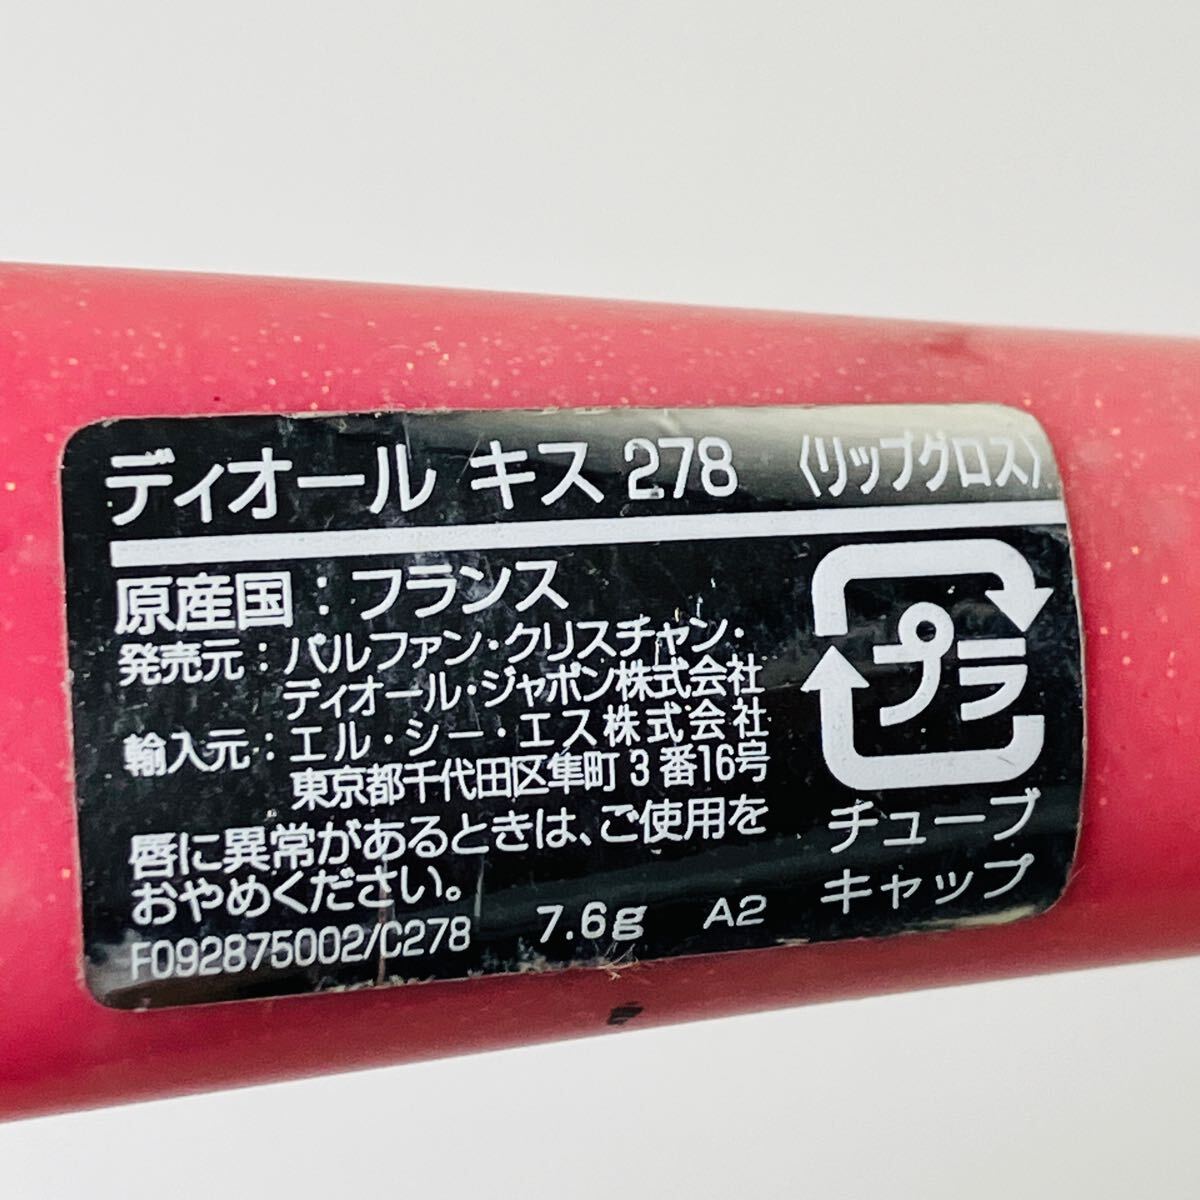 ディオール キス 278 〈リップグロス〉
原産国：フランス
発売元：パルファン・クリスチャン・
ディオール・ジャポン株式会社
輸入元：エル・シー・エス株式会社
東京都千代田区隼町3番16号
唇に異常があるときは、ご使用を
おやめください。
F092875002/C278 7.6g A2
プラ
チューブ
キャップ